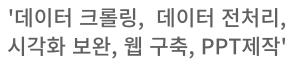 '데이터 크롤링,  데이터 전처리,
시각화 보완, 웹 구축, PPT제작'